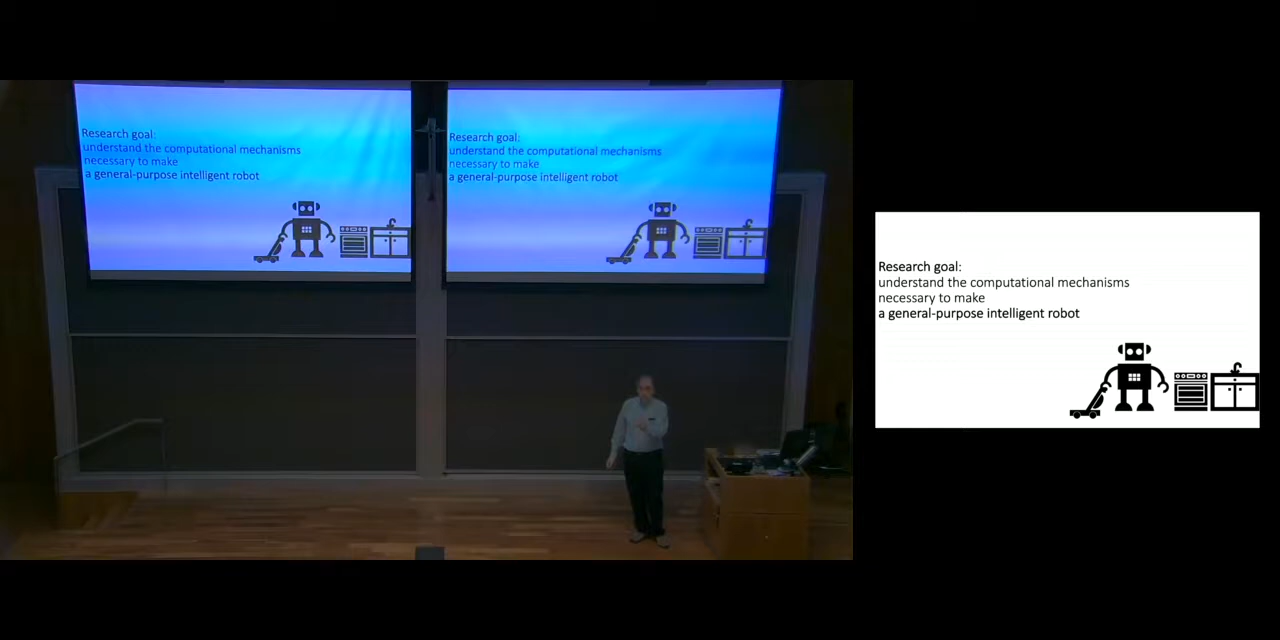 Research goal:
understand the computational mechanisms
necessary to make
a general-purpose intelligent robot
Research goal:
understand the computational mechanisms
necessary to make
a general-purpose intelligent robot
Research goal:
understand the computational mechanisms
necessary to make
a general-purpose intelligent robot